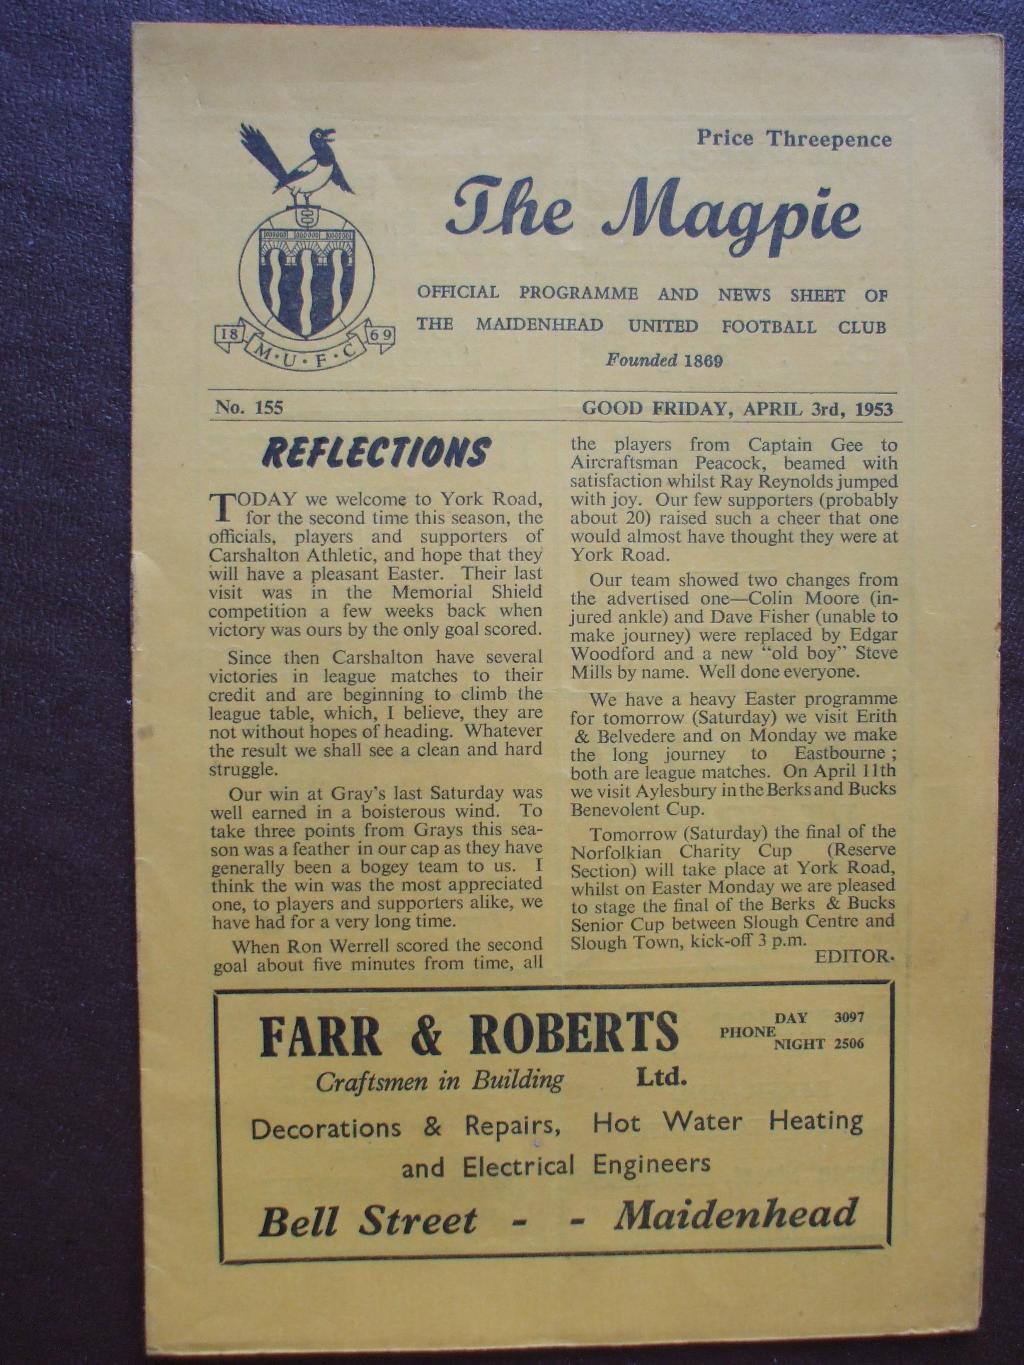 Price Threepence
The Magpie
OFFICIAL PROGRAMME AND NEWS SHEET OF
THE MAIDENHEAD UNITED FOOTBALL CLUB
Founded 1869
18 69
M·U·F·C
No. 155
GOOD FRIDAY, APRIL 3rd, 1953
REFLECTIONS
TODAY we welcome to York Road,
for the second time this season, the
officials, players and supporters of
Carshalton Athletic, and hope that they
will have a pleasant Easter. Their last
visit was in the Memorial Shield
competition a few weeks back when
victory was ours by the only goal scored.
Since then Carshalton have several
victories in league matches to their
credit and are beginning to climb the
league table, which, I believe, they are
not without hopes of heading. Whatever
the result we shall see a clean and hard
struggle.
Our win at Gray's last Saturday was
well earned in a boisterous wind. To
take three points from Grays this sea-
son was a feather in our cap as they have
generally been a bogey team to us. I
think the win was the most appreciated
one, to players and supporters alike, we
have had for a very long time.
When Ron Werrell scored the second
goal about five minutes from time, all
the players from Captain Gee to
Aircraftsman Peacock, beamed with
satisfaction whilst Ray Reynolds jumped
with joy. Our few supporters (probably
about 20) raised such a cheer that one
would almost have thought they were at
York Road.
Our team showed two changes from
the advertised one—Colin Moore (in-
jured ankle) and Dave Fisher (unable to
make journey) were replaced by Edgar
Woodford and a new "old boy" Steve
Mills by name. Well done everyone.
We have a heavy Easter programme
for tomorrow (Saturday) we visit Erith
& Belvedere and on Monday we make
the long journey to Eastbourne;
both are league matches. On April 11th
we visit Aylesbury in the Berks and Bucks
Benevolent Cup.
Tomorrow (Saturday) the final of the
Norfolkian Charity Cup (Reserve
Section) will take place at York Road,
whilst on Easter Monday we are pleased
to stage the final of the Berks & Bucks
Senior Cup between Slough Centre and
Slough Town, kick-off 3 p.m.
EDITOR.
FARR & ROBERTS
Ltd.
PHONE DAY 3097
NIGHT 2506
Craftsmen in Building
Decorations & Repairs, Hot Water Heating
and Electrical Engineers
Bell Street - - Maidenhead